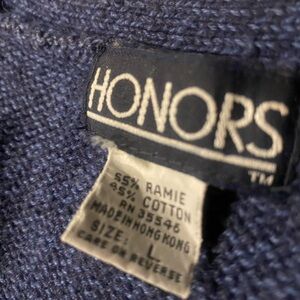 HONORS
TM
55% RAMIE
45% COTTON
RN 35546
MADE IN HONG KONG
SIZE: L
CARE ON REVERSE